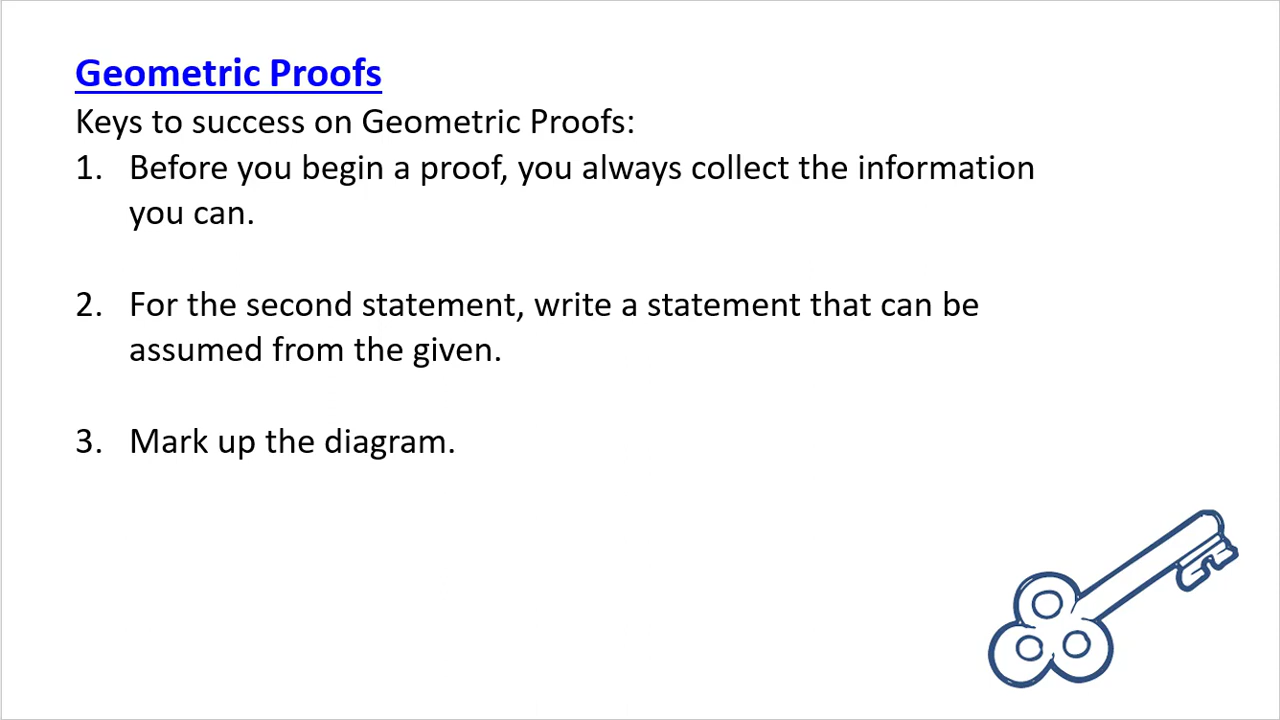 Geometric Proofs
Keys to success on Geometric Proofs:
1. Before you begin a proof, you always collect the information
you can.
2. For the second statement, write a statement that can be
assumed from the given.
3. Mark up the diagram.